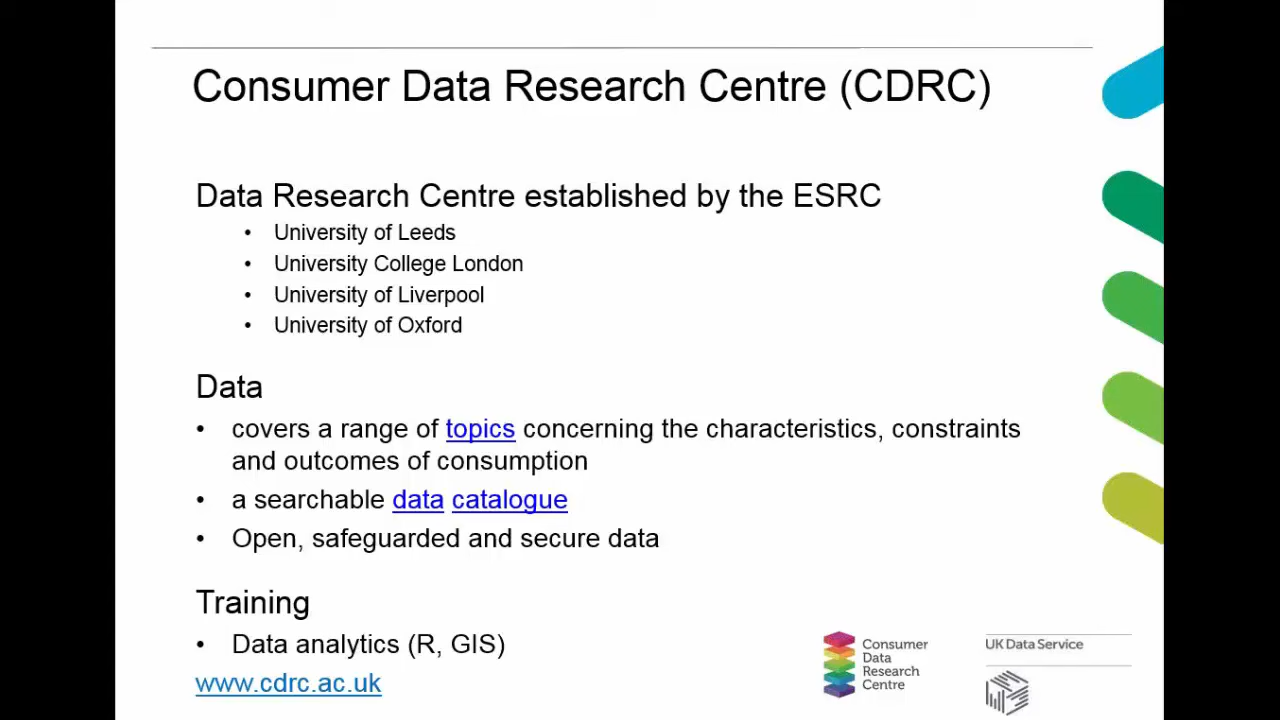 Consumer Data Research Centre (CDRC)
Data Research Centre established by the ESRC
• University of Leeds
• University College London
• University of Liverpool
• University of Oxford
Data
• covers a range of topics concerning the characteristics, constraints
and outcomes of consumption
• a searchable data catalogue
• Open, safeguarded and secure data
Training
• Data analytics (R, GIS)
www.cdrc.ac.uk
Consumer
Data
Research
Centre
UK Data Service